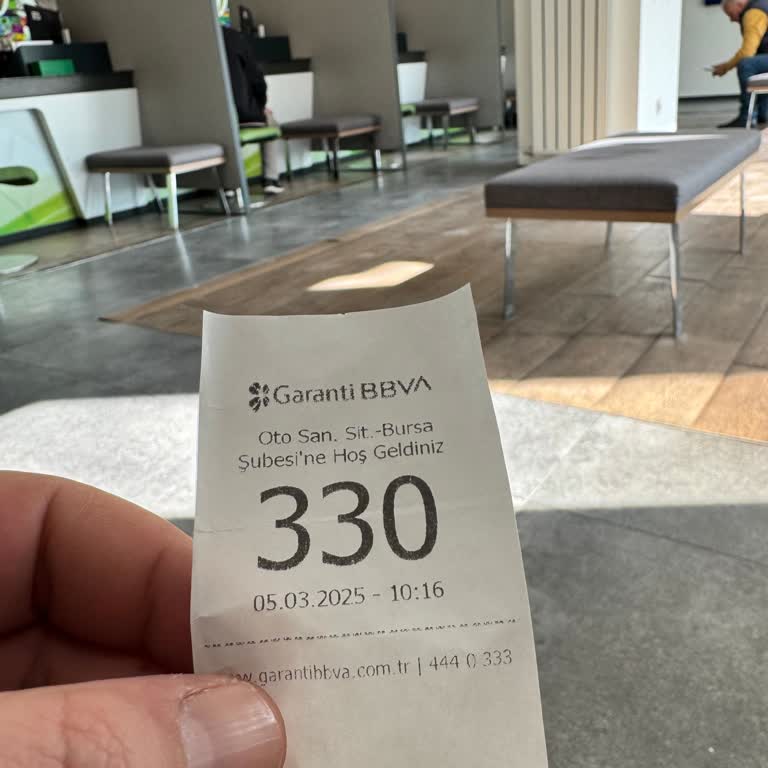 Garanti BBVA
Oto San. Sit.-Bursa
Şubesi'ne Hoş Geldiniz
330
05.03.2025 - 10:16
w.garantibbva.com.tr | 444 0 333